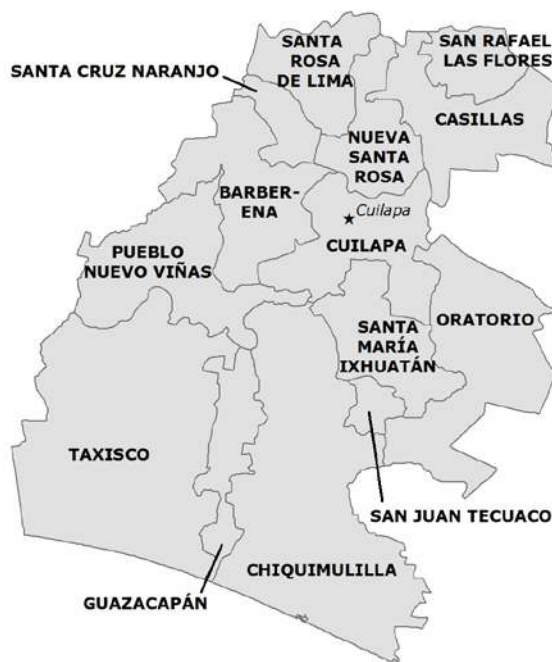 SANTA
ROSA
DE LIMA
SAN RAFAEL
LAS FLORES
SANTA CRUZ NARANJO
CASILLAS
NUEVA
SANTA
ROSA
BARBER-
ENA
Cuilapa
CUILAPA
PUEBLO
NUEVO VIÑAS
ORATORIO
SANTA
MARÍA
IXHUATÁN
TAXISCO
SAN JUAN TECUACO
CHIQUIMULILLA
GUAZACAPÁN